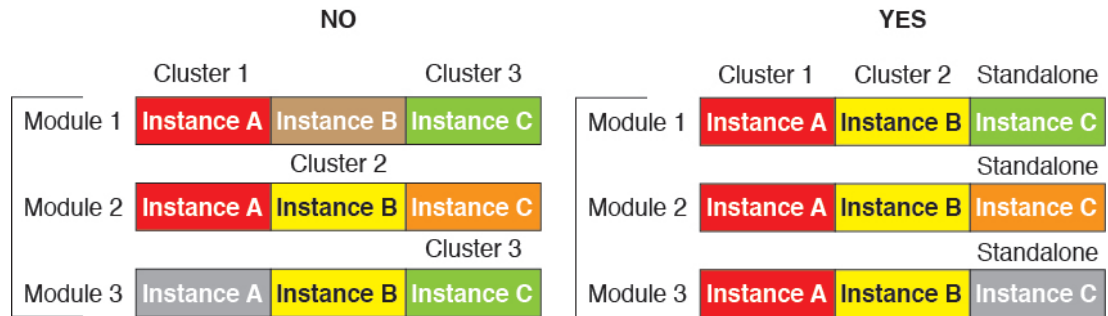 NO
Cluster 1 Cluster 3
Module 1 Instance A Instance B Instance C
Cluster 2
Module 2 Instance A Instance B Instance C
Cluster 3
Module 3 Instance A Instance B Instance C
YES
Cluster 1 Cluster 2 Standalone
Module 1 Instance A Instance B Instance C
Standalone
Module 2 Instance A Instance B Instance C
Standalone
Module 3 Instance A Instance B Instance C